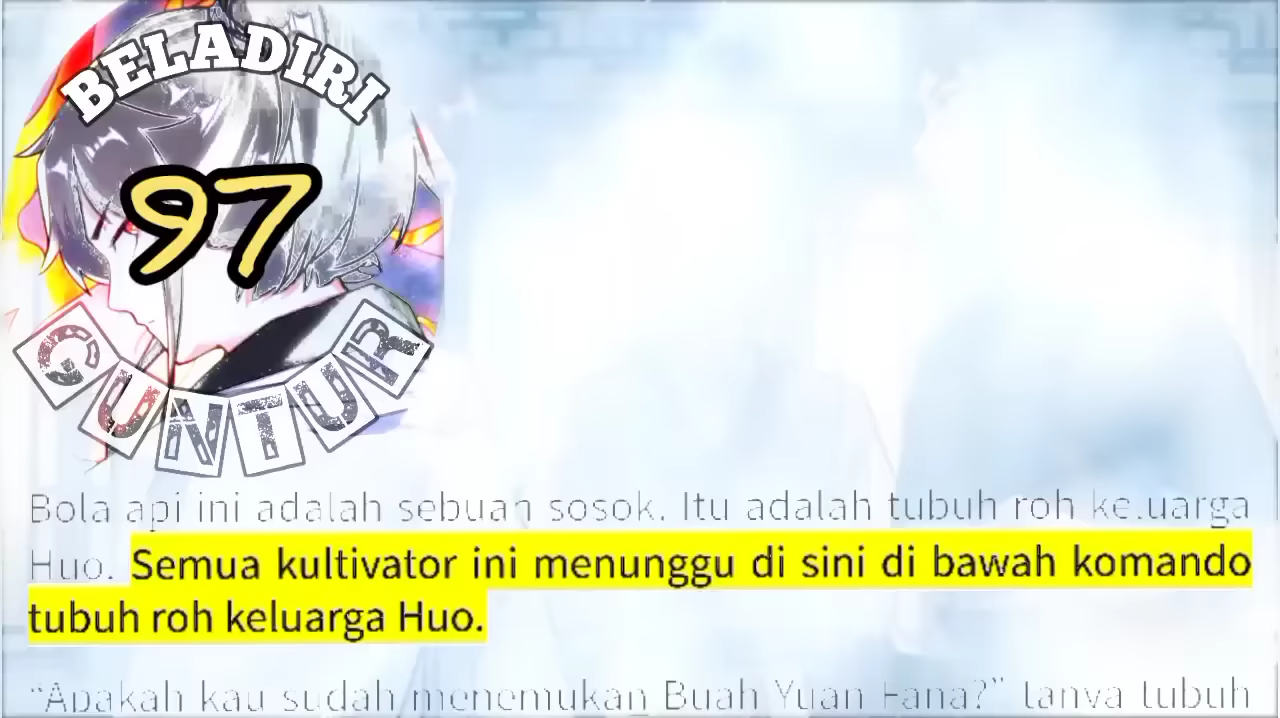 BELADIRI
97
GUNTUR
Bola api ini adalah sebuah sosok. Itu adalah tubuh roh keluarga
Huo. Semua kultivator ini menunggu di sini di bawah komando
tubuh roh keluarga Huo.
“Apakah kau sudah menemukan Buah Yuan Fana?” tanya tubuh